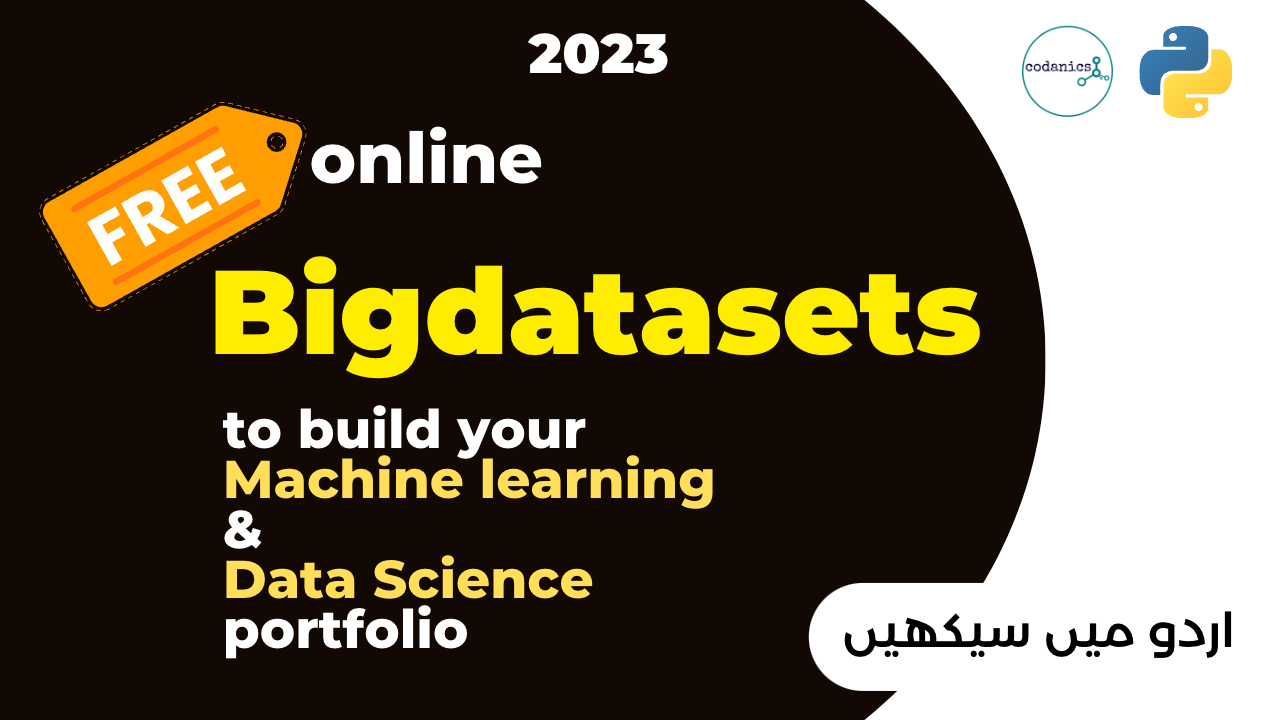 2023
codanics
FREE
online
Bigdatasets
to build your
Machine learning
&
Data Science
portfolio
اردو میں سیکھیں